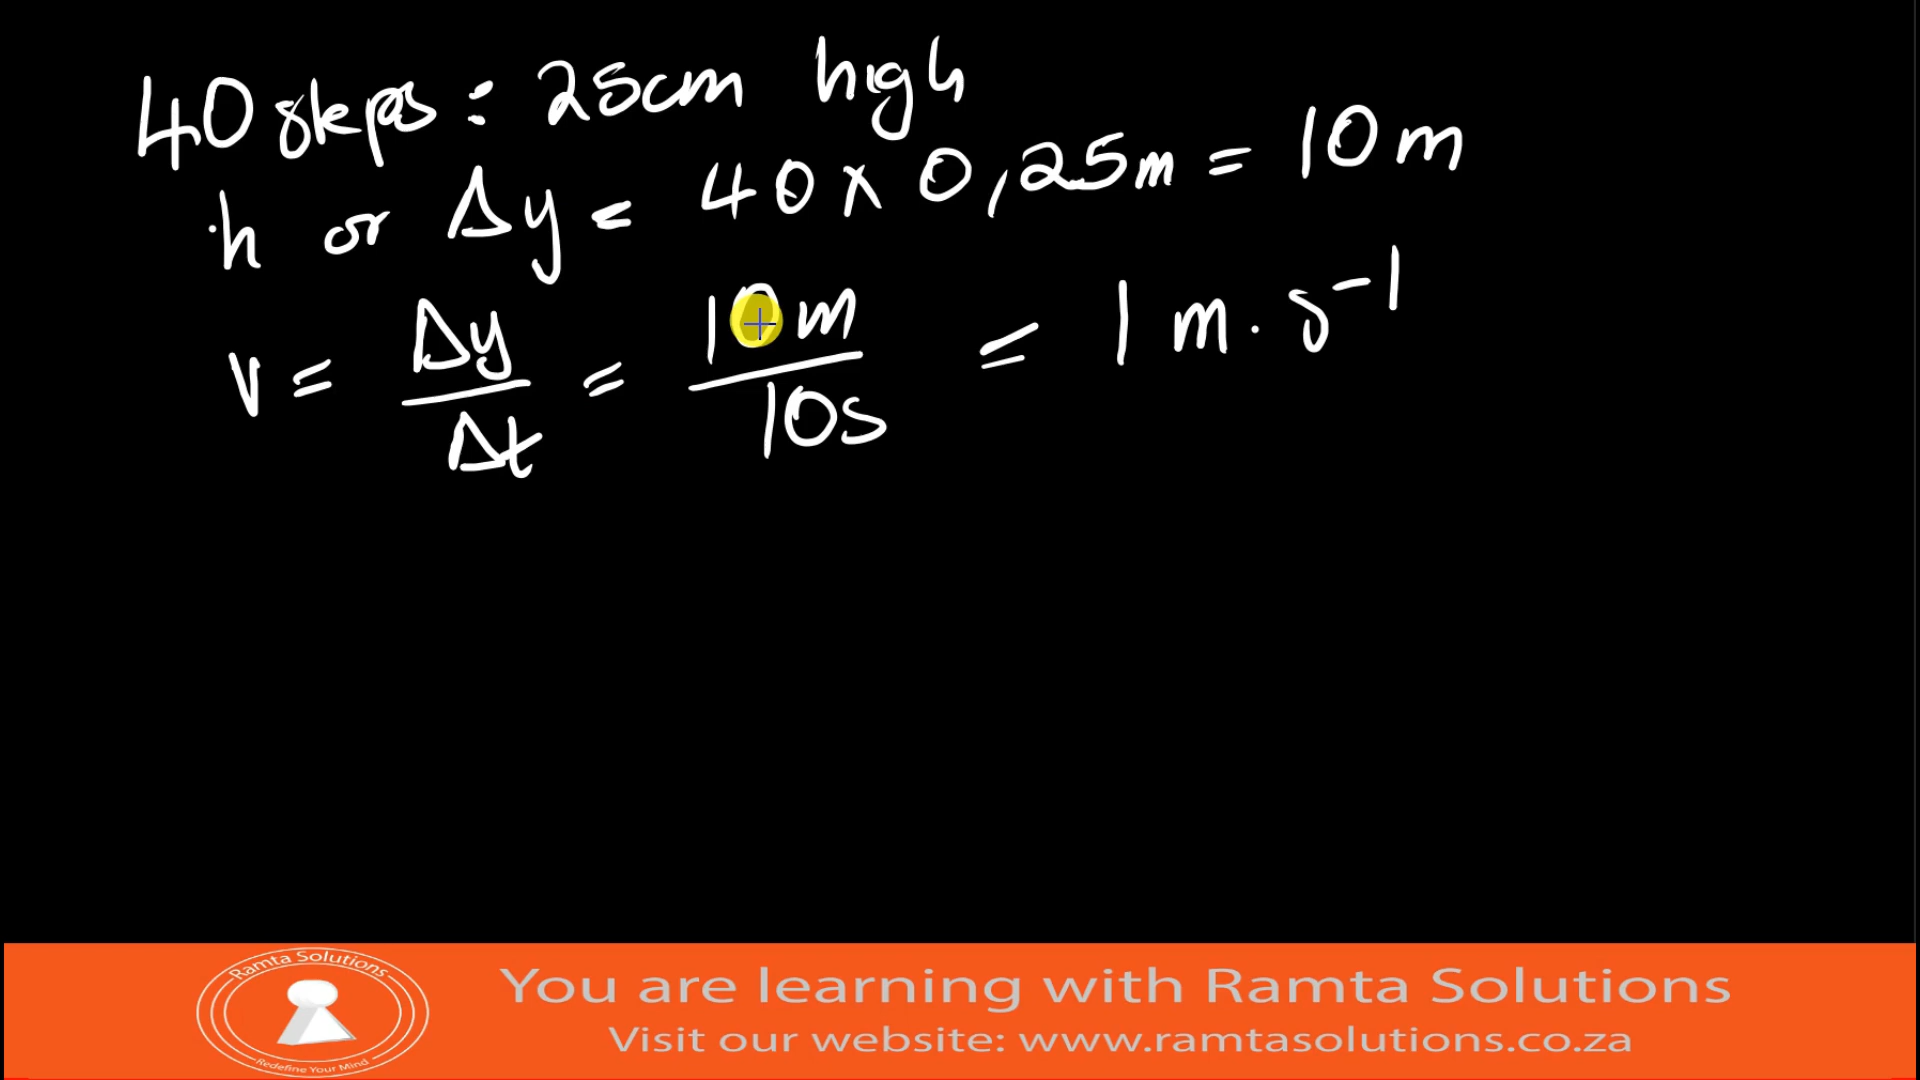 40 steps : 25cm high
h or Δy = 40 x 0,25m = 10m
v = Δy/Δt = 10m/10s = 1 m·s⁻¹
Ramta Solutions
Redefine Your Mind
You are learning with Ramta Solutions
Visit our website: www.ramtasolutions.co.za